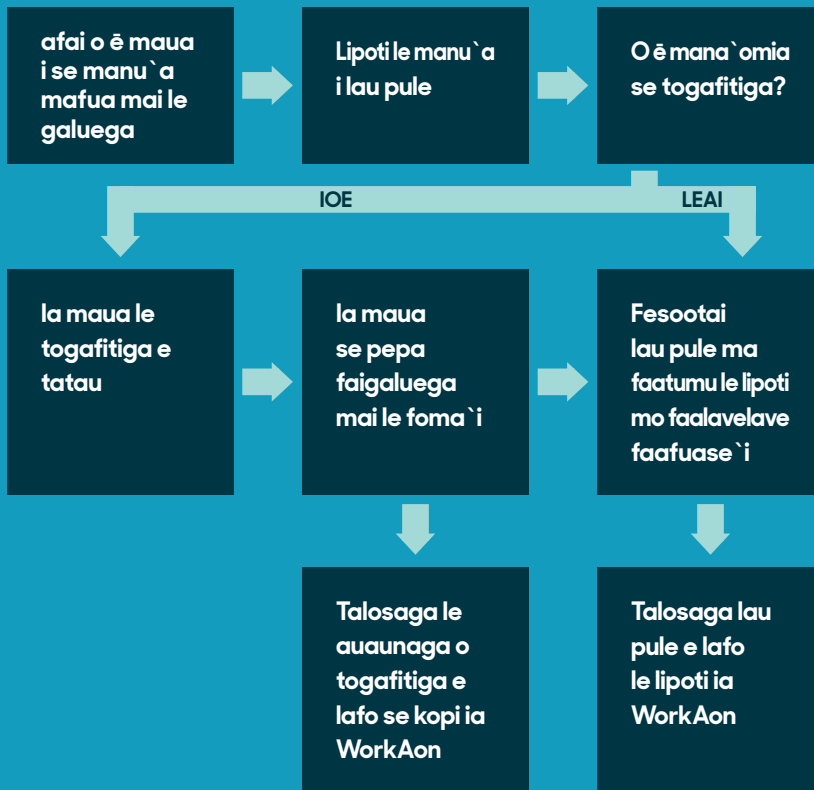 afai o ē maua
i se manu`a
mafua mai le
galuega
Lipoti le manu`a
i lau pule
O ē mana`omia
se togafitiga?
IOE
LEAI
Ia maua le
togafitiga e
tatau
Ia maua
se pepa
faigaluega
mai le foma`i
Fesootai
lau pule ma
faatumu le lipoti
mo faalavelave
faafuase`i
Talosaga le
auaunaga o
togafitiga e
lafo se kopi ia
WorkAon
Talosaga lau
pule e lafo
le lipoti ia
WorkAon